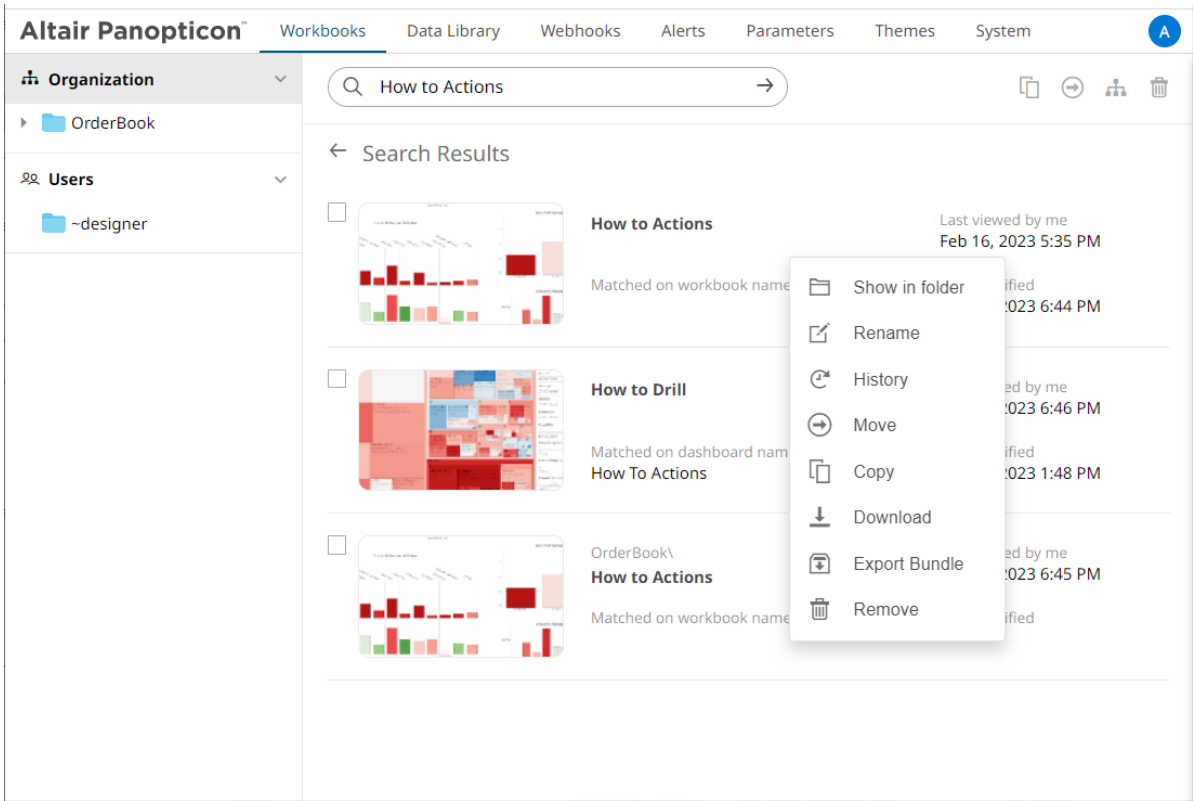 Altair Panopticon™ Workbooks Data Library Webhooks Alerts Parameters Themes System A
Organization
OrderBook
Users
~designer
How to Actions
Search Results
How to Actions
Matched on workbook name
Last viewed by me
Feb 16, 2023 5:35 PM
ified
2023 6:44 PM
How to Drill
Matched on dashboard nam
How To Actions
ed by me
2023 6:46 PM
ified
2023 1:48 PM
OrderBook\
How to Actions
Matched on workbook name
ed by me
2023 6:45 PM
ified
Show in folder
Rename
History
Move
Copy
Download
Export Bundle
Remove